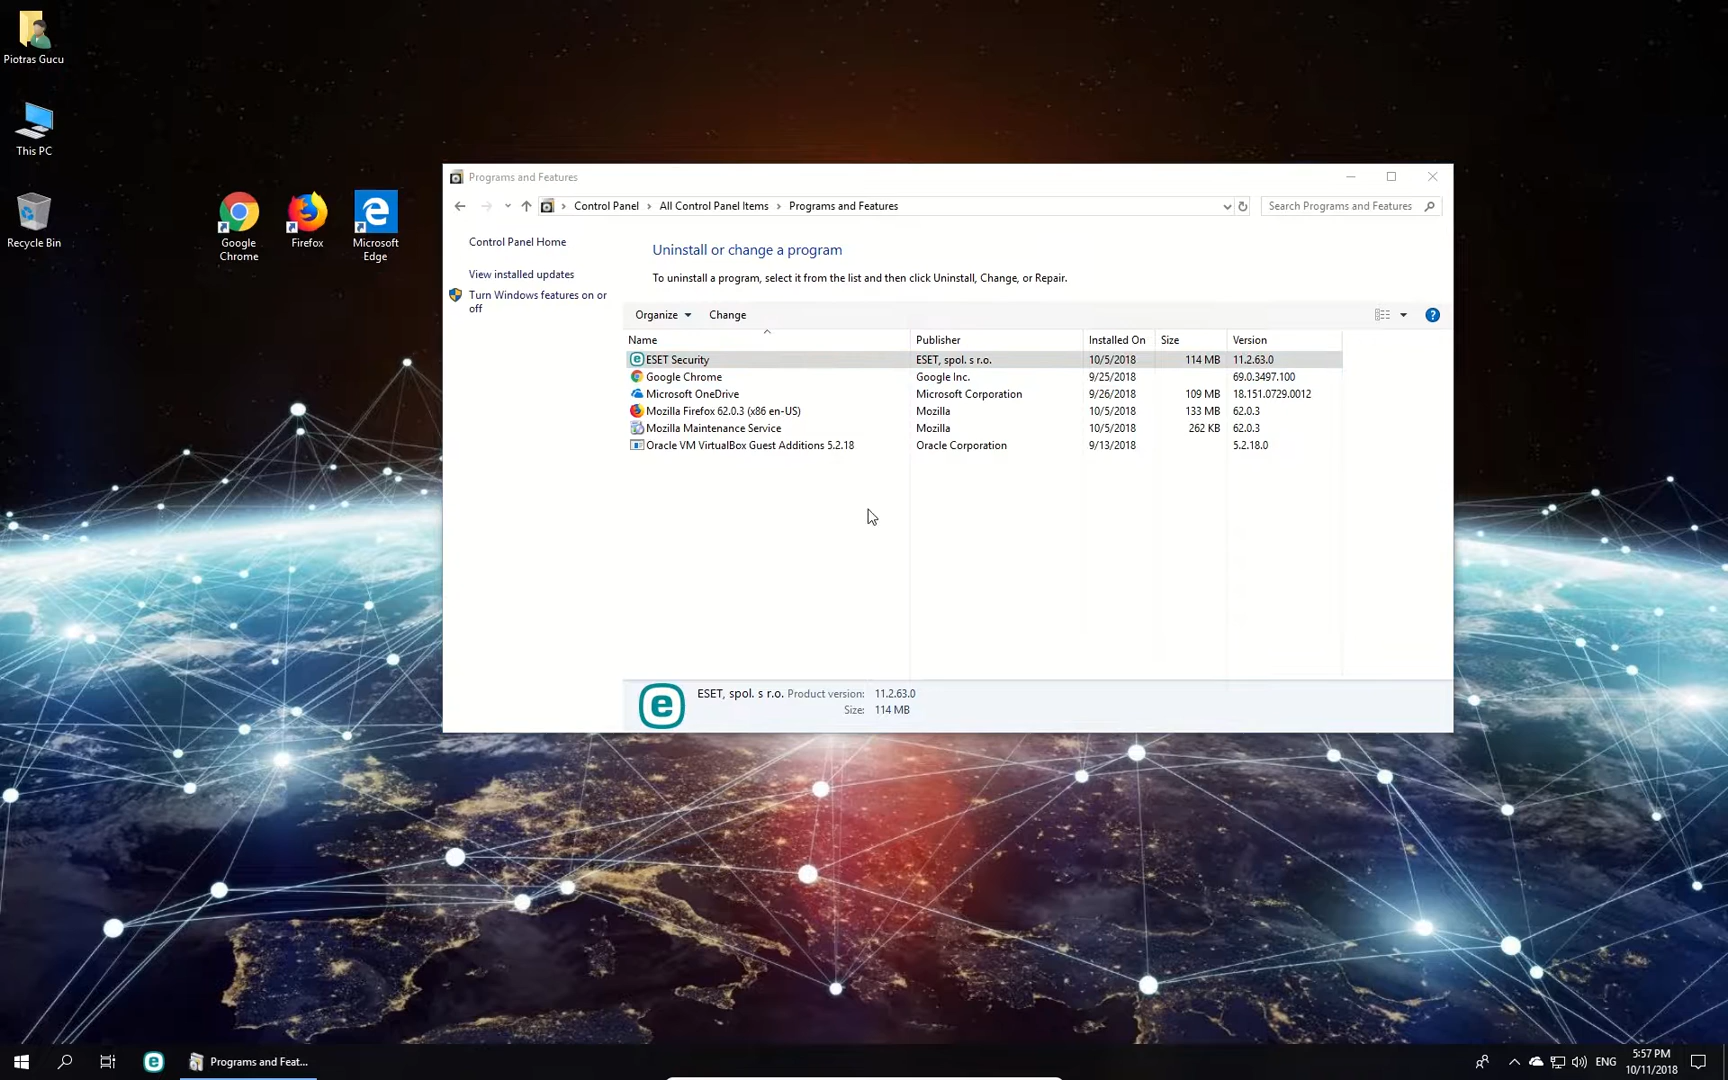 Piotras Gucu
This PC
Recycle Bin
Google
Chrome
Firefox
Microsoft
Edge
Programs and Features
Control Panel > All Control Panel Items > Programs and Features
Search Programs and Features
Control Panel Home
View installed updates
Turn Windows features on or
off
Uninstall or change a program
To uninstall a program, select it from the list and then click Uninstall, Change, or Repair.
Organize Change
Name Publisher Installed On Size Version
ESET Security ESET, spol. s r.o. 10/5/2018 114 MB 11.2.63.0
Google Chrome Google Inc. 9/25/2018 69.0.3497.100
Microsoft OneDrive Microsoft Corporation 9/26/2018 109 MB 18.151.0729.0012
Mozilla Firefox 62.0.3 (x86 en-US) Mozilla 10/5/2018 133 MB 62.0.3
Mozilla Maintenance Service Mozilla 10/5/2018 262 KB 62.0.3
Oracle VM VirtualBox Guest Additions 5.2.18 Oracle Corporation 9/13/2018 5.2.18.0
ESET, spol. s r.o. Product version: 11.2.63.0
Size: 114 MB
Programs and Feat...
ENG
5:57 PM
10/11/2018